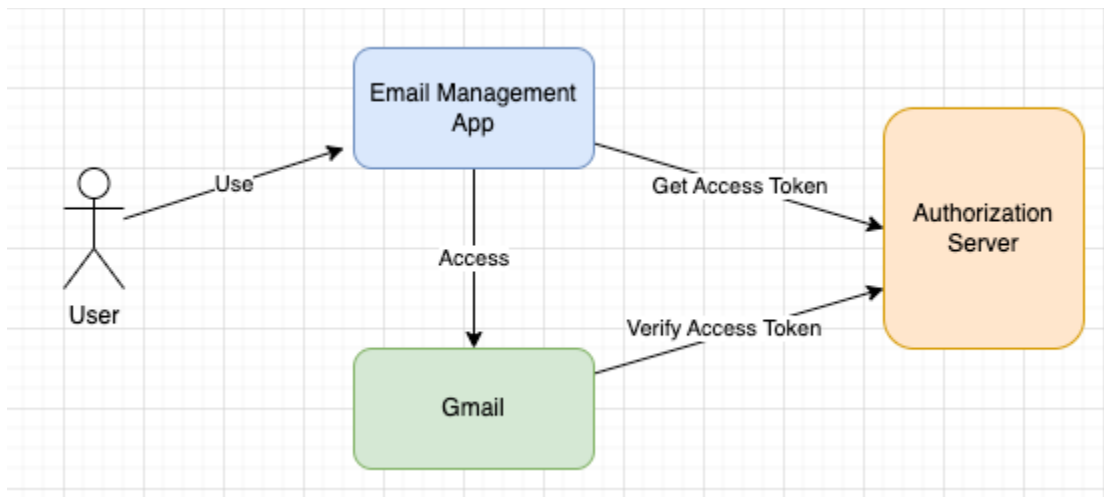 Email Management
App
Use
Get Access Token
Authorization
Server
Access
User
Verify Access Token
Gmail